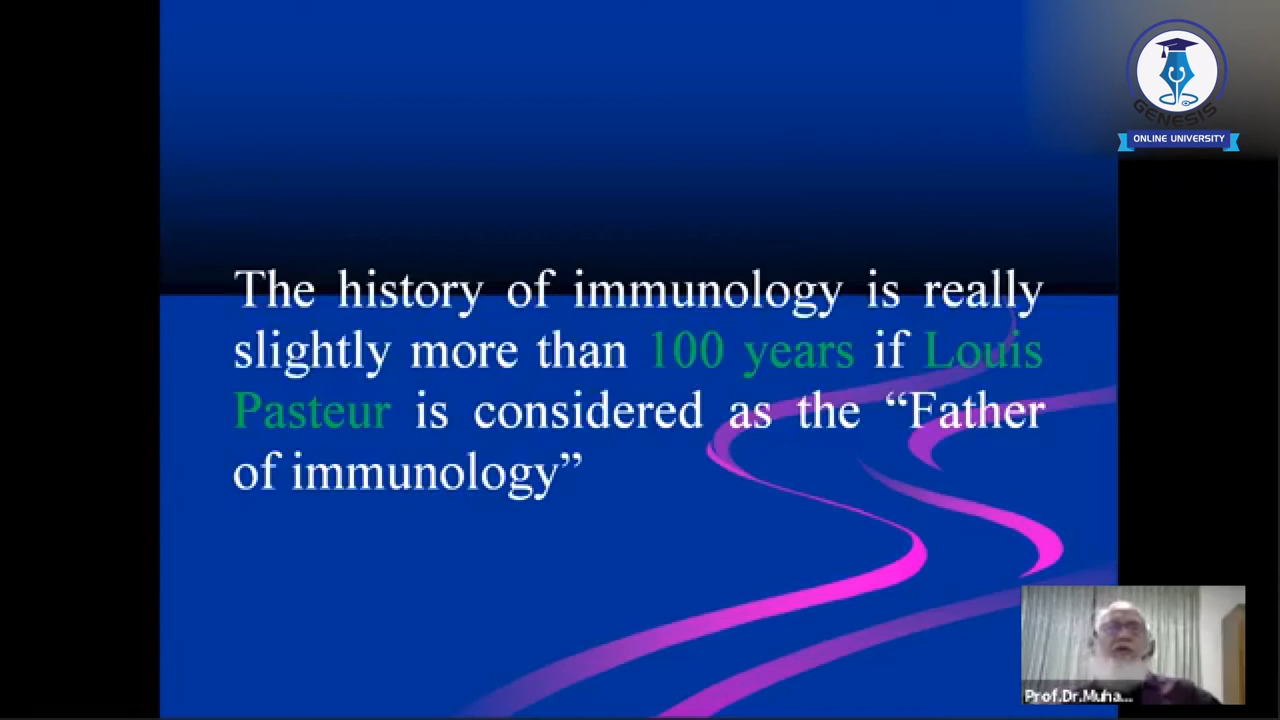 GENESIS
ONLINE UNIVERSITY
The history of immunology is really
slightly more than 100 years if Louis
Pasteur is considered as the “Father
of immunology”
Prof.Dr.Muha...